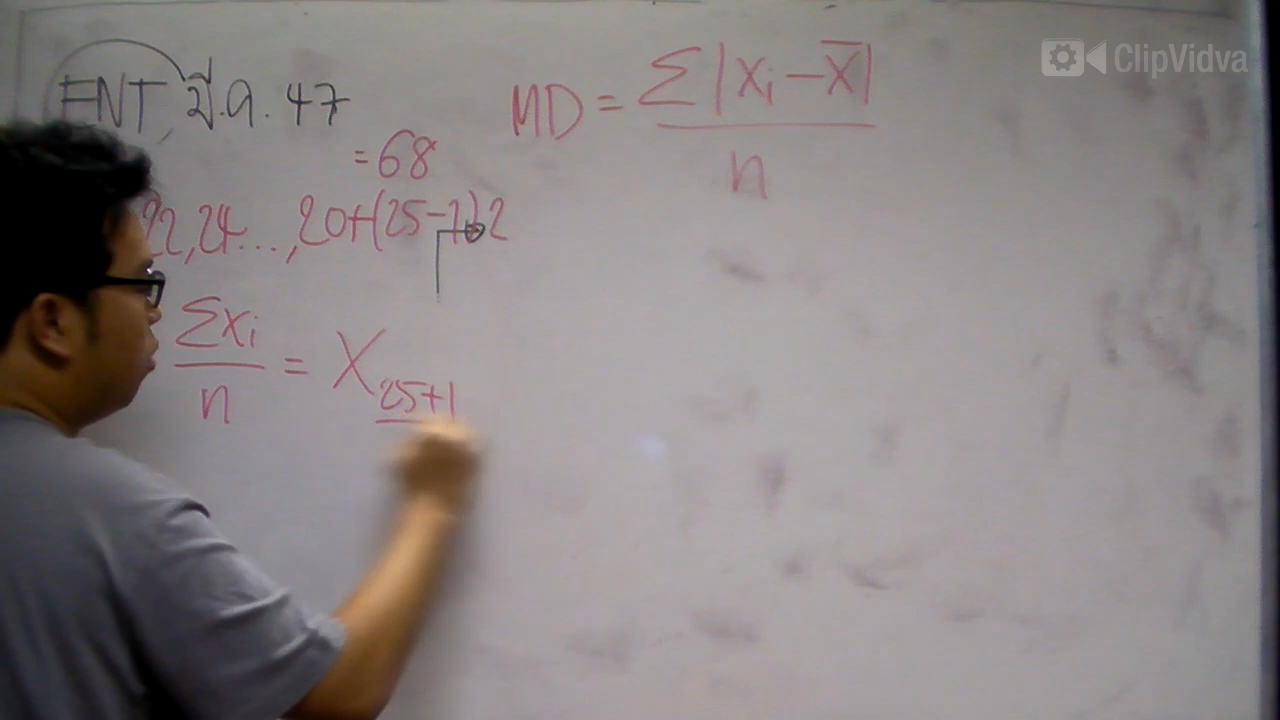 ENT, มี.ค. 47
MD = Σ|Xi − X̄| / n
= 68
22, 24, ..., 20+(25−1)2
ΣXi / n = X 25+1
ClipVidva